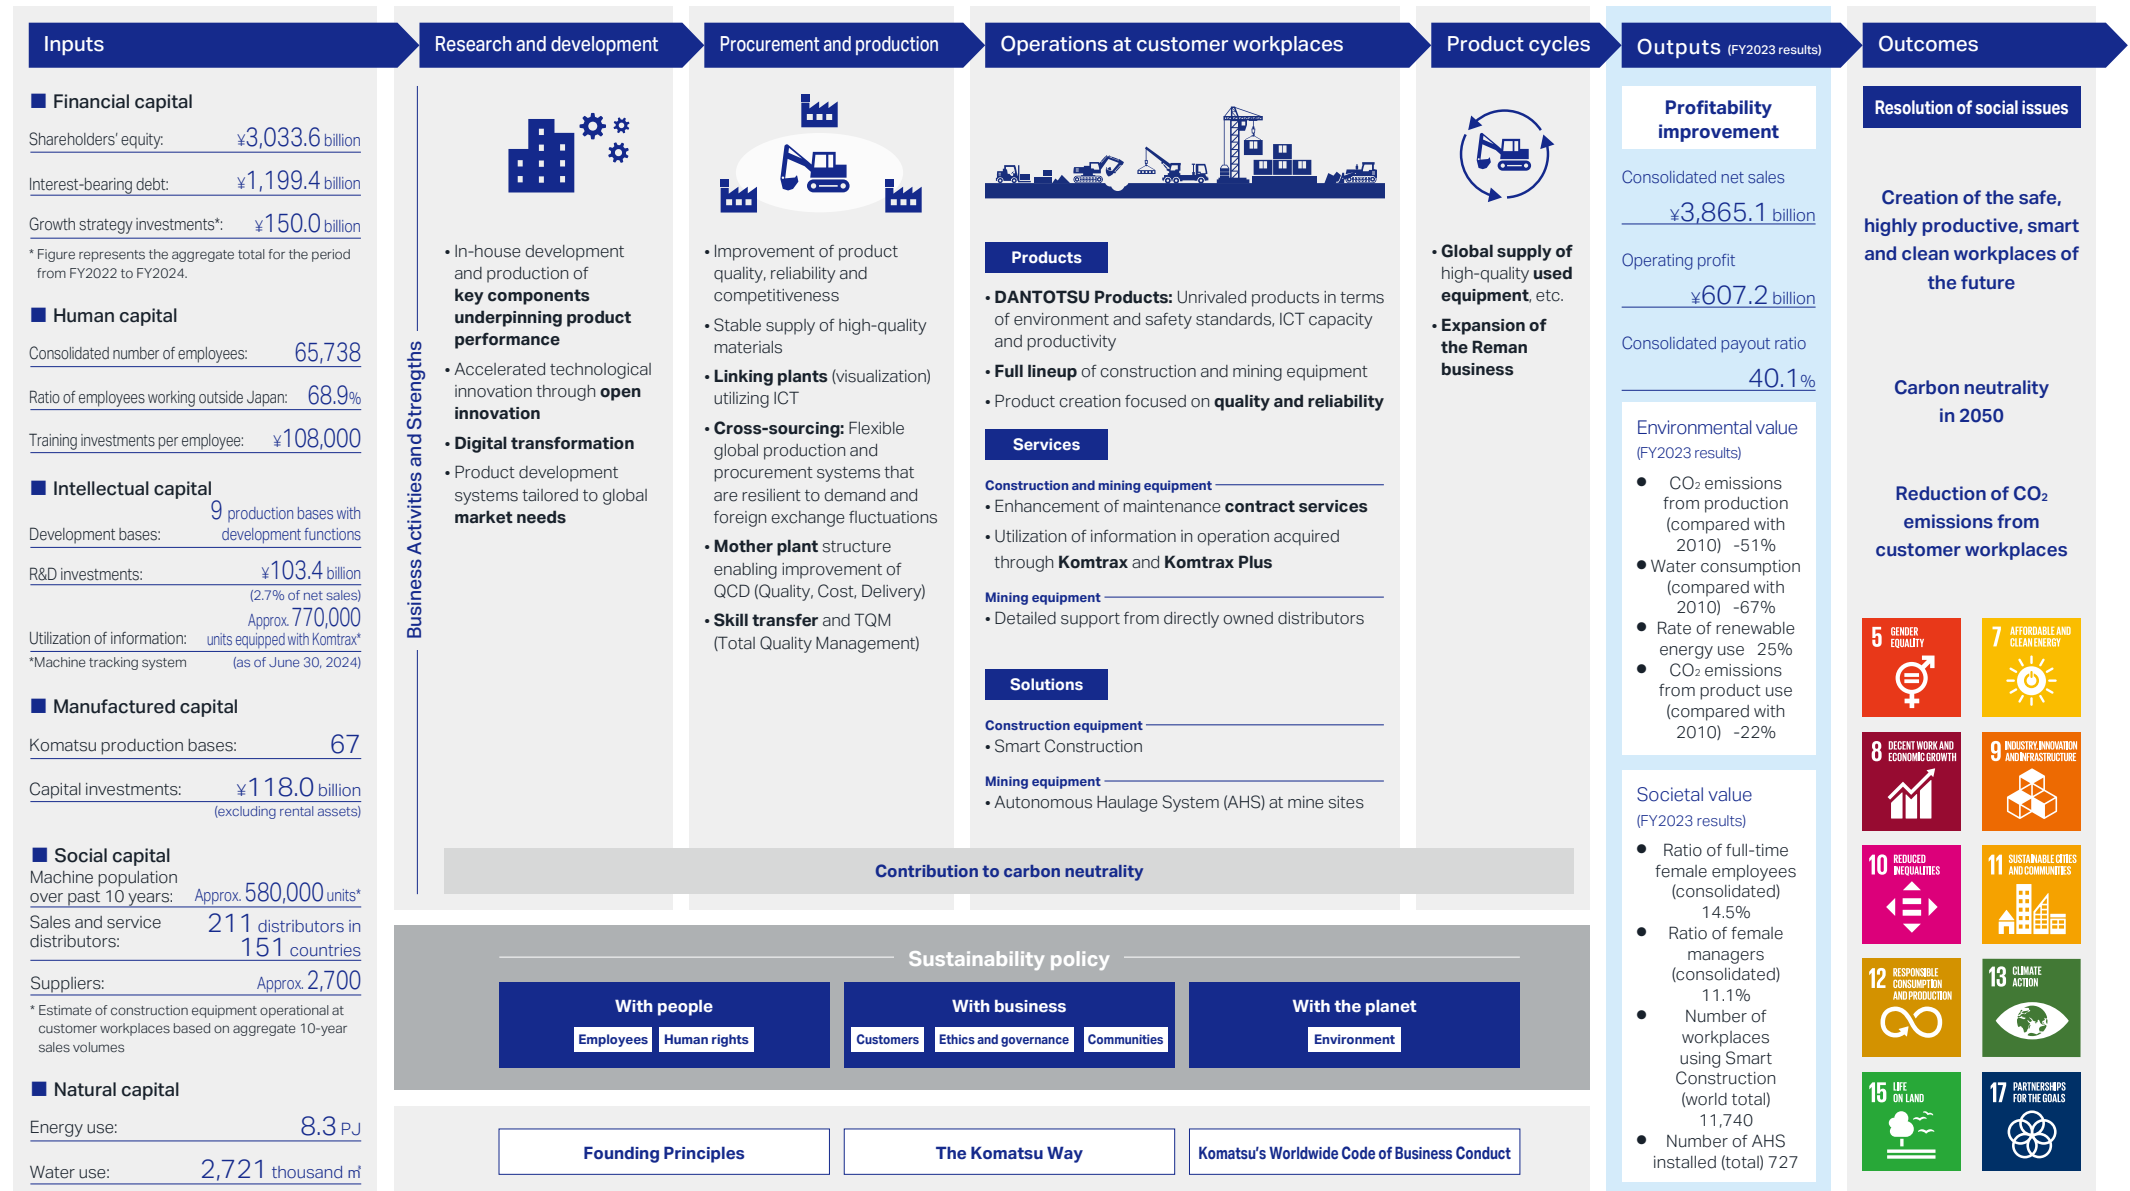 Inputs
Financial capital
Shareholders' equity: ¥3,033.6 billion
Interest-bearing debt: ¥1,199.4 billion
Growth strategy investments*: ¥150.0 billion
* Figure represents the aggregate total for the period
from FY2022 to FY2024.
Human capital
Consolidated number of employees: 65,738
Ratio of employees working outside Japan: 68.9%
Training investments per employee: ¥108,000
Intellectual capital
9 production bases with
Development bases: development functions
R&D investments: ¥103.4 billion
(2.7% of net sales)
Approx. 770,000
Utilization of information: units equipped with Komtrax*
*Machine tracking system (as of June 30, 2024)
Manufactured capital
Komatsu production bases: 67
Capital investments: ¥118.0 billion
(excluding rental assets)
Social capital
Machine population
over past 10 years: Approx. 580,000 units*
Sales and service
distributors:
211 distributors in
151 countries
Suppliers: Approx. 2,700
* Estimate of construction equipment operational at
customer workplaces based on aggregate 10-year
sales volumes
Natural capital
Energy use: 8.3 PJ
Water use: 2,721 thousand ㎥
Business Activities and Strengths
Research and development
• In-house development
and production of
key components
underpinning product
performance
• Accelerated technological
innovation through open
innovation
• Digital transformation
• Product development
systems tailored to global
market needs
Procurement and production
• Improvement of product
quality, reliability and
competitiveness
• Stable supply of high-quality
materials
• Linking plants (visualization)
utilizing ICT
• Cross-sourcing: Flexible
global production and
procurement systems that
are resilient to demand and
foreign exchange fluctuations
• Mother plant structure
enabling improvement of
QCD (Quality, Cost, Delivery)
• Skill transfer and TQM
(Total Quality Management)
Operations at customer workplaces
Products
• DANTOTSU Products: Unrivaled products in terms
of environment and safety standards, ICT capacity
and productivity
• Full lineup of construction and mining equipment
• Product creation focused on quality and reliability
Services
Construction and mining equipment
• Enhancement of maintenance contract services
• Utilization of information in operation acquired
through Komtrax and Komtrax Plus
Mining equipment
• Detailed support from directly owned distributors
Solutions
Construction equipment
• Smart Construction
Mining equipment
• Autonomous Haulage System (AHS) at mine sites
Product cycles
• Global supply of
high-quality used
equipment, etc.
• Expansion of
the Reman
business
Contribution to carbon neutrality
Sustainability policy
With people
Employees Human rights
With business
Customers Ethics and governance Communities
With the planet
Environment
Founding Principles
The Komatsu Way
Komatsu's Worldwide Code of Business Conduct
Outputs (FY2023 results)
Profitability
improvement
Consolidated net sales
¥3,865.1 billion
Operating profit
¥607.2 billion
Consolidated payout ratio
40.1%
Environmental value
(FY2023 results)
● CO2 emissions
from production
(compared with
2010) -51%
● Water consumption
(compared with
2010) -67%
● Rate of renewable
energy use 25%
● CO2 emissions
from product use
(compared with
2010) -22%
Societal value
(FY2023 results)
● Ratio of full-time
female employees
(consolidated)
14.5%
● Ratio of female
managers
(consolidated)
11.1%
● Number of
workplaces
using Smart
Construction
(world total)
11,740
● Number of AHS
installed (total) 727
Outcomes
Resolution of social issues
Creation of the safe,
highly productive, smart
and clean workplaces of
the future
Carbon neutrality
in 2050
Reduction of CO2
emissions from
customer workplaces
5 GENDER
EQUALITY
7 AFFORDABLE AND
CLEAN ENERGY
8 DECENT WORK AND
ECONOMIC GROWTH
9 INDUSTRY, INNOVATION
AND INFRASTRUCTURE
10 REDUCED
INEQUALITIES
11 SUSTAINABLE CITIES
AND COMMUNITIES
12 RESPONSIBLE
CONSUMPTION
AND PRODUCTION
13 CLIMATE
ACTION
15 LIFE
ON LAND
17 PARTNERSHIPS
FOR THE GOALS